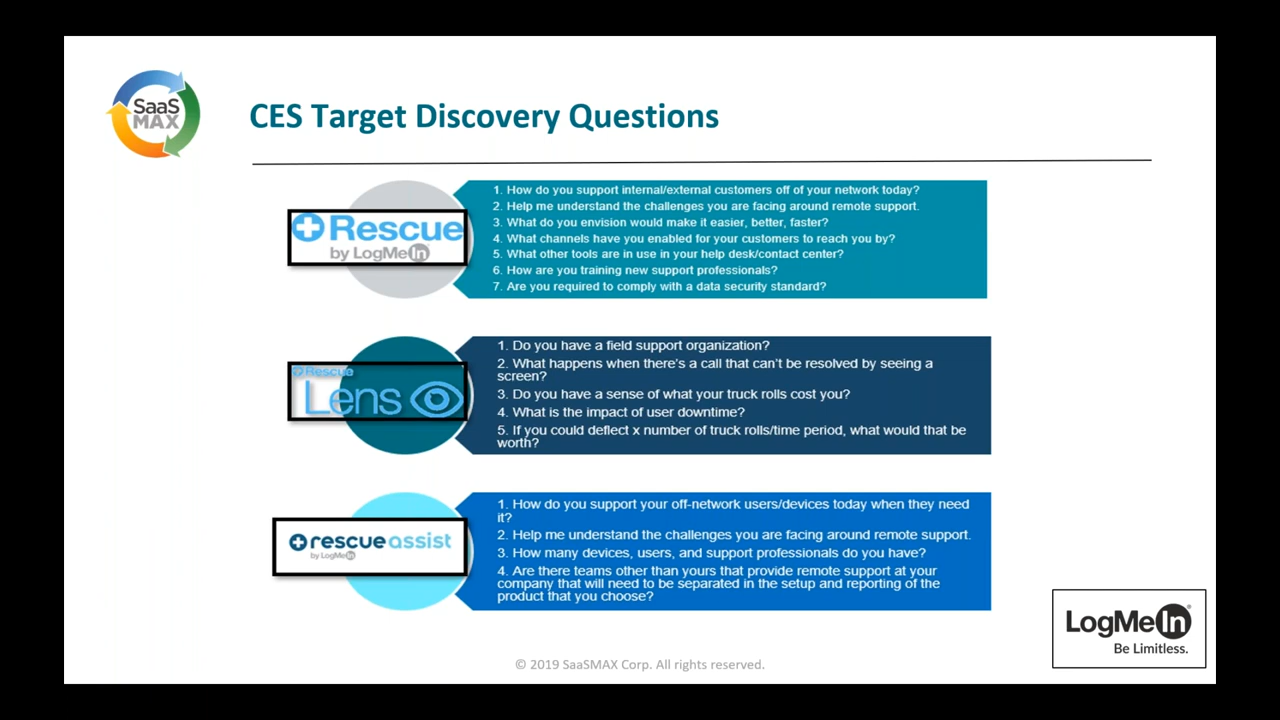 SaaS
MAX
CES Target Discovery Questions
Rescue
by LogMeIn
1. How do you support internal/external customers off of your network today?
2. Help me understand the challenges you are facing around remote support.
3. What do you envision would make it easier, better, faster?
4. What channels have you enabled for your customers to reach you by?
5. What other tools are in use in your help desk/contact center?
6. How are you training new support professionals?
7. Are you required to comply with a data security standard?
Rescue
Lens
1. Do you have a field support organization?
2. What happens when there's a call that can't be resolved by seeing a
screen?
3. Do you have a sense of what your truck rolls cost you?
4. What is the impact of user downtime?
5. If you could deflect x number of truck rolls/time period, what would that be
worth?
rescueassist
by LogMeIn
1. How do you support your off-network users/devices today when they need
it?
2. Help me understand the challenges you are facing around remote support.
3. How many devices, users, and support professionals do you have?
4. Are there teams other than yours that provide remote support at your
company that will need to be separated in the setup and reporting of the
product that you choose?
LogMeIn®
Be Limitless.
© 2019 SaaSMAX Corp. All rights reserved.